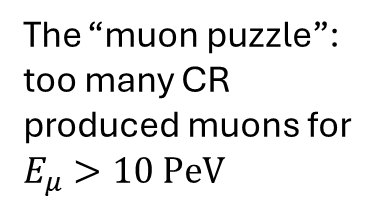 The “muon puzzle”:
too many CR
produced muons for
E_μ > 10 PeV